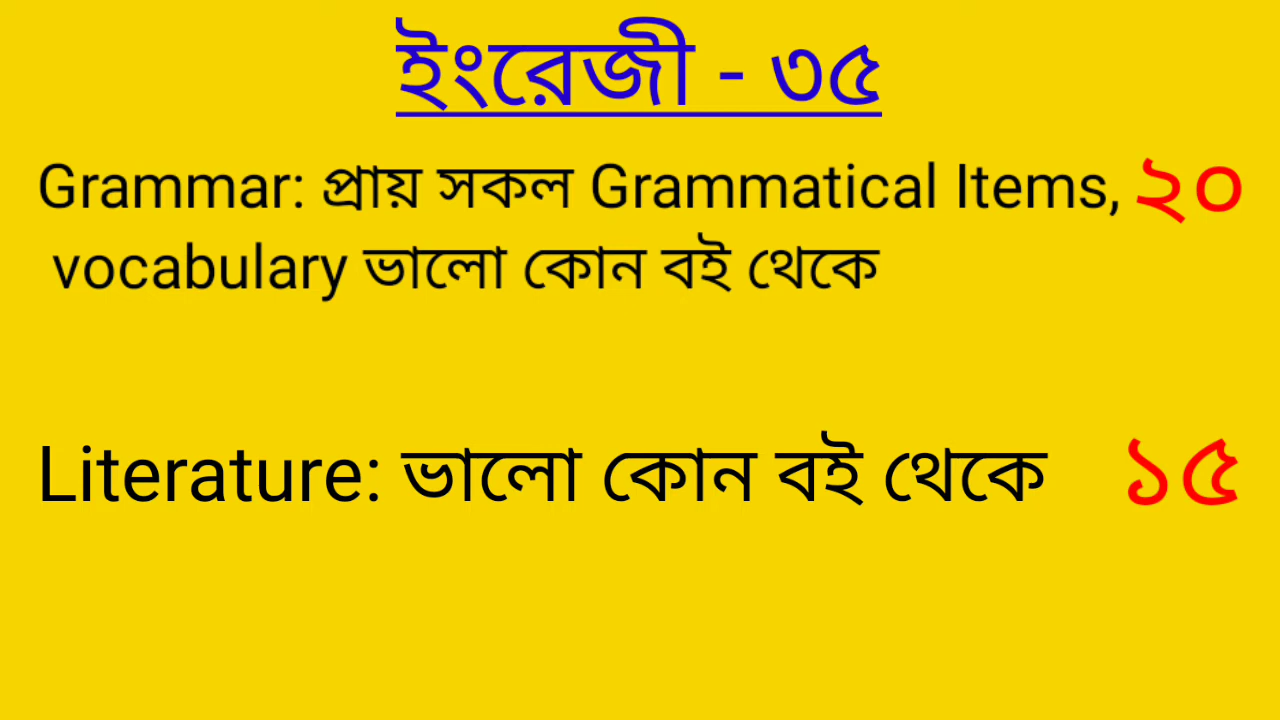 ইংরেজী - ৩৫
Grammar: প্রায় সকল Grammatical Items, ২০
vocabulary ভালো কোন বই থেকে
Literature: ভালো কোন বই থেকে ১৫